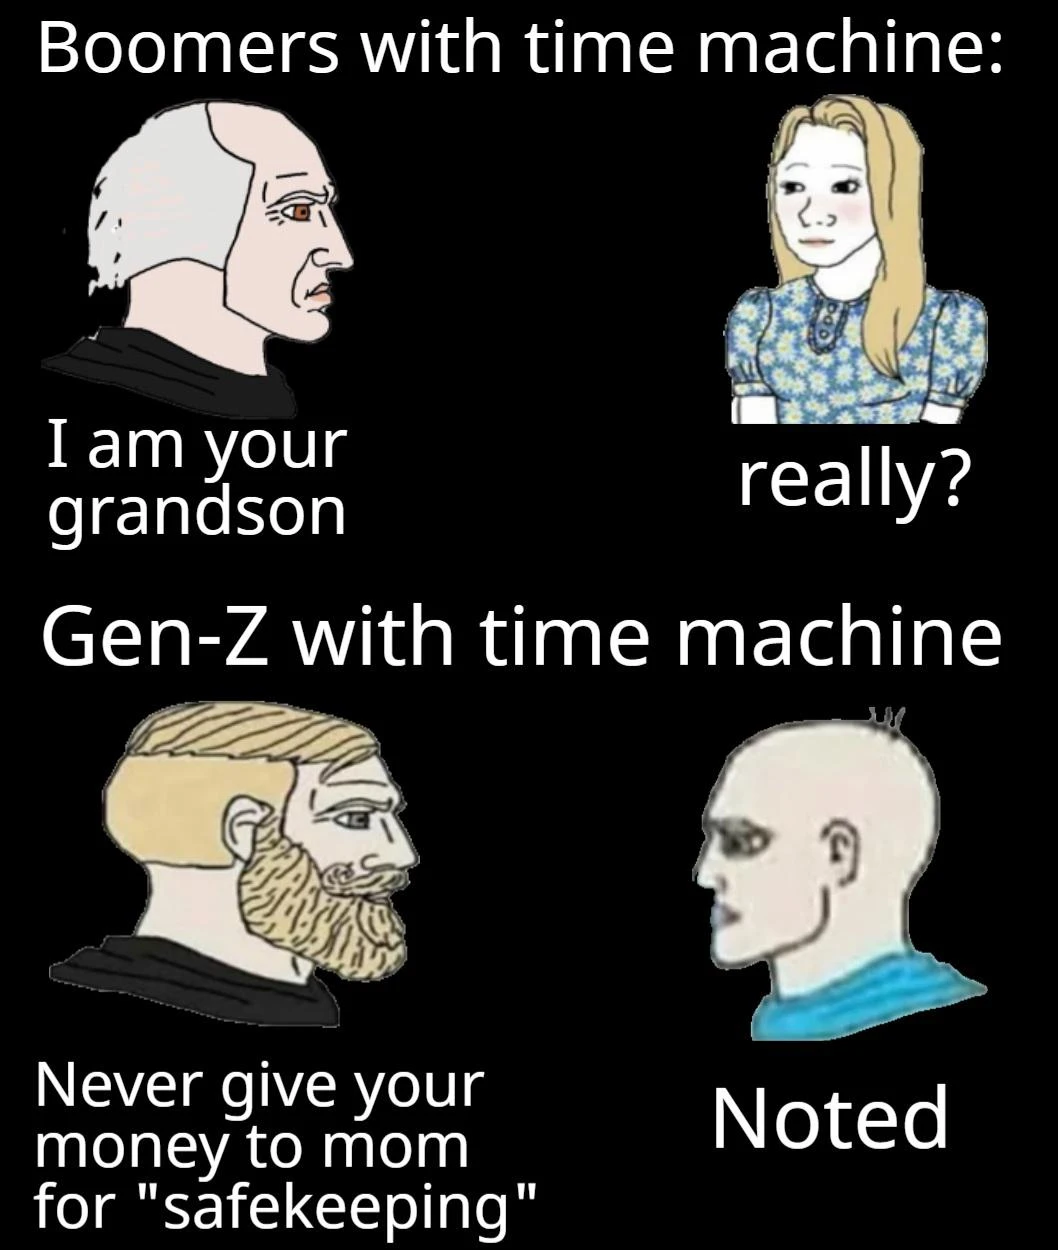 Boomers with time machine:
I am your
grandson
really?
Gen-Z with time machine
Never give your
money to mom
for "safekeeping"
Noted